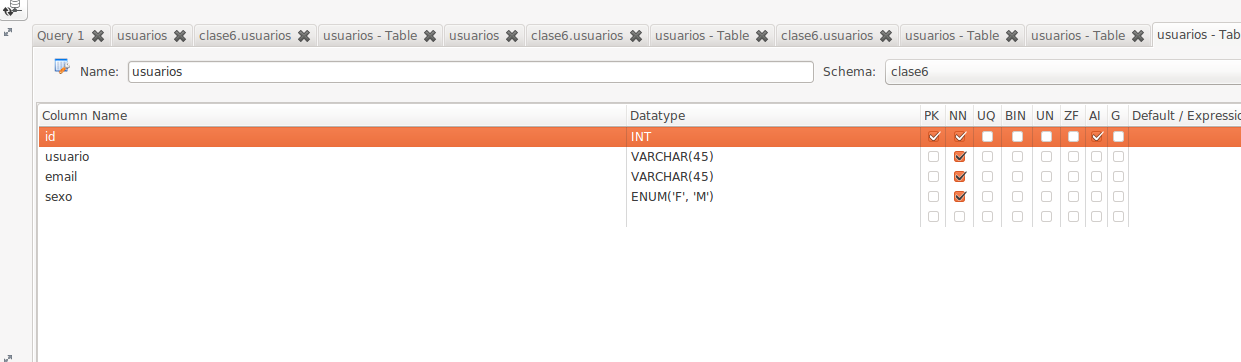 Query 1 usuarios clase6.usuarios usuarios - Table usuarios clase6.usuarios usuarios - Table clase6.usuarios usuarios - Table usuarios - Table usuarios - Tab
Name: usuarios Schema: clase6
Column Name Datatype PK NN UQ BIN UN ZF AI G Default / Expressio
id INT
usuario VARCHAR(45)
email VARCHAR(45)
sexo ENUM('F', 'M')